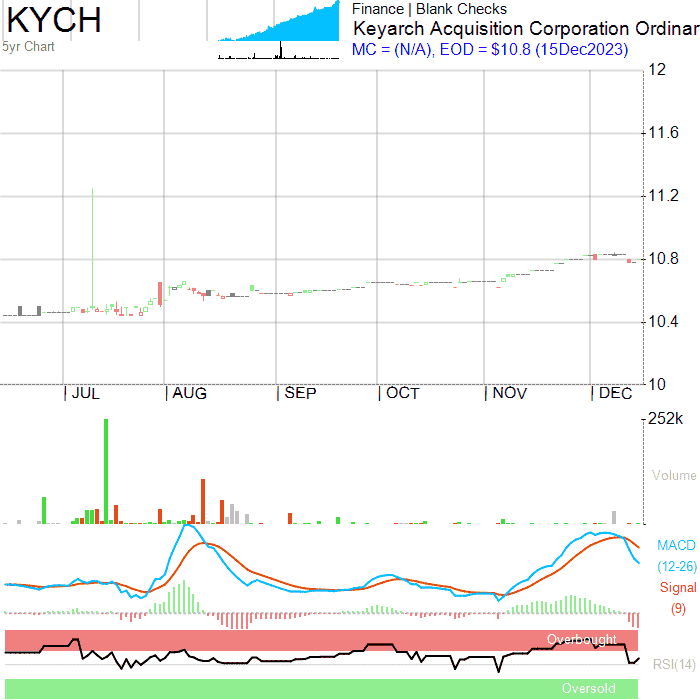 KYCH
5yr Chart
Finance | Blank Checks
Keyarch Acquisition Corporation Ordinar
MC = (N/A), EOD = $10.8 (15Dec2023)
12
11.6
11.2
10.8
10.4
10
JUL AUG SEP OCT NOV DEC
252k
Volume
MACD
(12-26)
Signal
(9)
Overbought
RSI(14)
Oversold